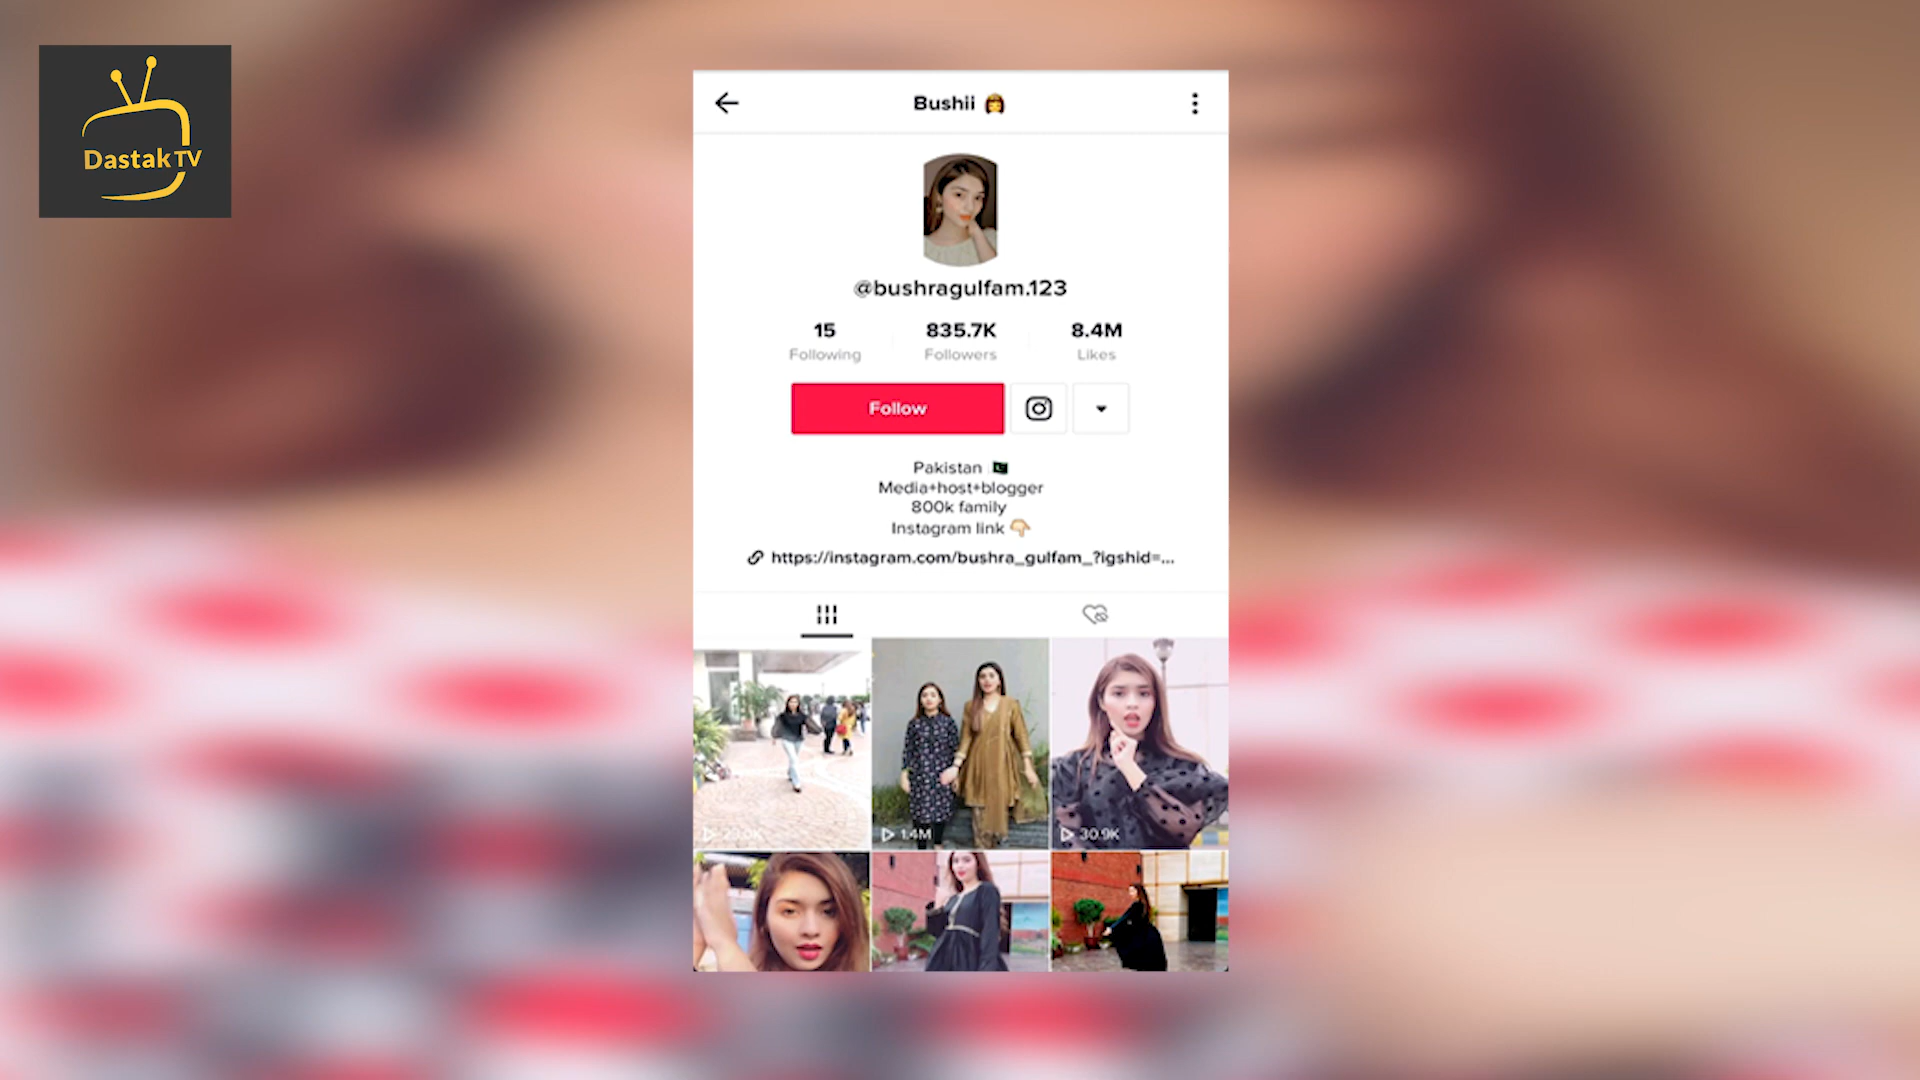 Dastak TV
Bushii
@bushragulfam.123
15
Following
835.7K
Followers
8.4M
Likes
Follow
Pakistan
Media+host+blogger
800k family
Instagram link
https://instagram.com/bushra_gulfam_?igshid=...
1.4M
30.9K